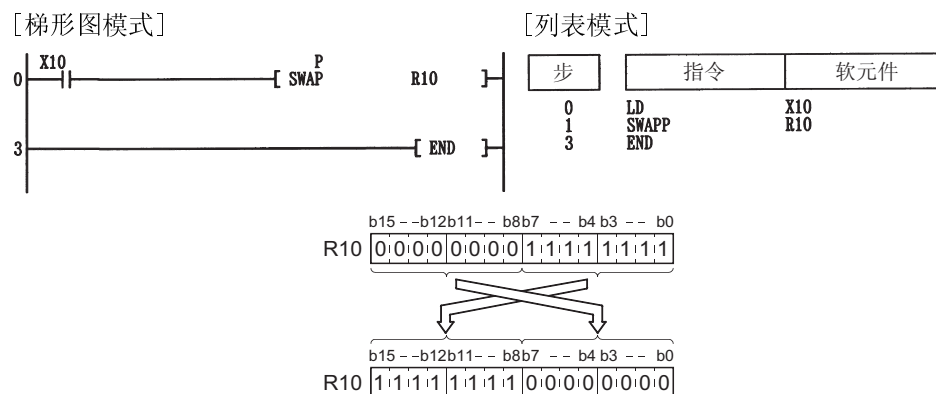 [梯形图模式]
[列表模式]
X10
P
0
SWAP R10
3
END
步 指令 软元件
0 LD X10
1 SWAPP R10
3 END
b15 - -b12 b11- - b8 b7 - - b4 b3 - - b0
R10 0 0 0 0 0 0 0 0 1 1 1 1 1 1 1 1
b15 - -b12 b11- - b8 b7 - - b4 b3 - - b0
R10 1 1 1 1 1 1 1 1 0 0 0 0 0 0 0 0